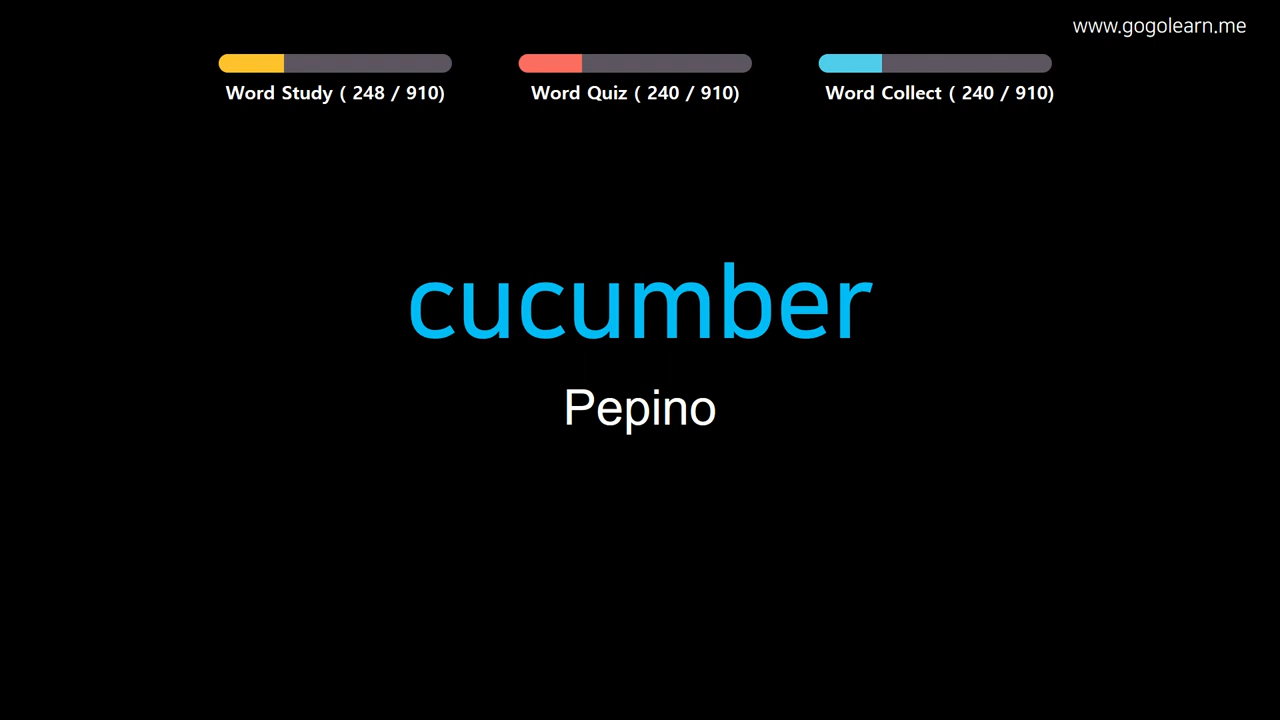 www.gogolearn.me
Word Study ( 248 / 910)
Word Quiz ( 240 / 910)
Word Collect ( 240 / 910)
cucumber
Pepino